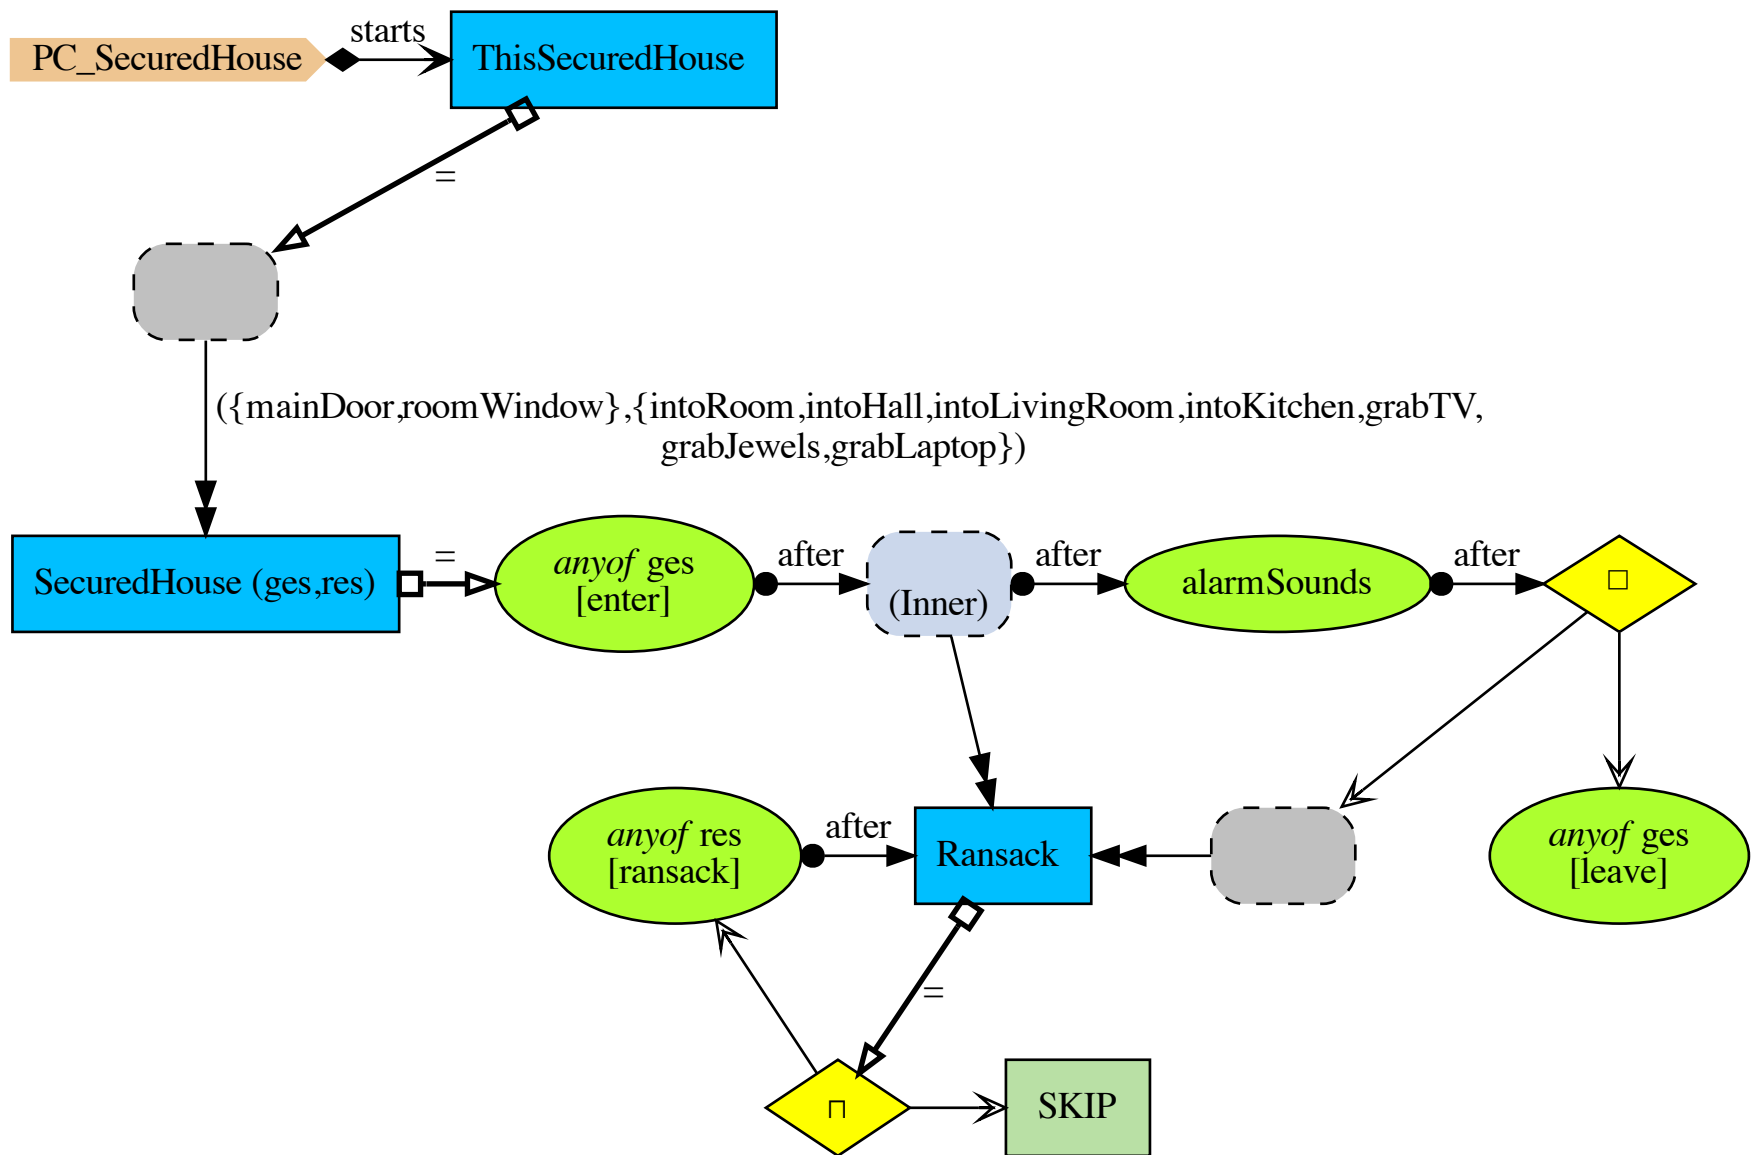 starts
PC_SecuredHouse
ThisSecuredHouse
=
({mainDoor,roomWindow},{intoRoom,intoHall,intoLivingRoom,intoKitchen,grabTV,
grabJewels,grabLaptop})
SecuredHouse (ges,res)
=
anyof ges
[enter]
after
(Inner)
after
alarmSounds
after
□
anyof res
[ransack]
after
Ransack
anyof ges
[leave]
=
⊓
SKIP